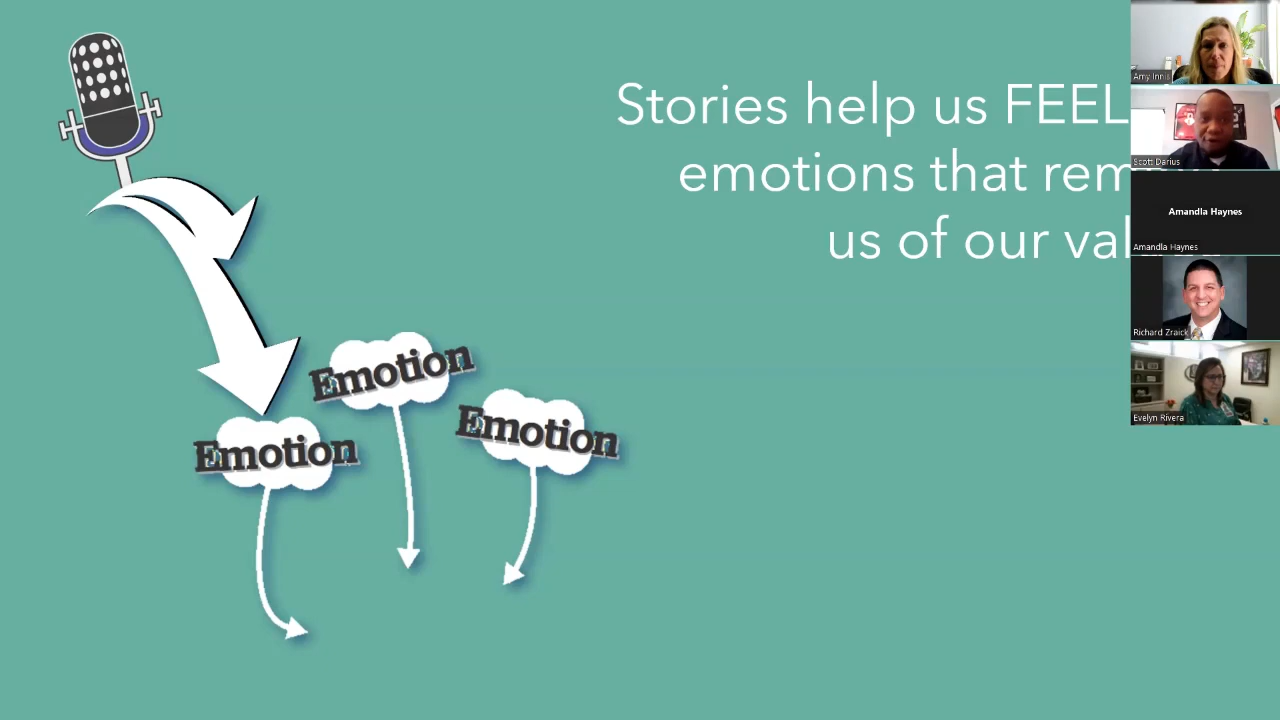 Stories help us FEEL
emotions that rem
us of our val
Emotion
Emotion
Emotion
Amy Innis
Scott Darius
Amandla Haynes
Amandla Haynes
Richard Zraick
Evelyn Rivera